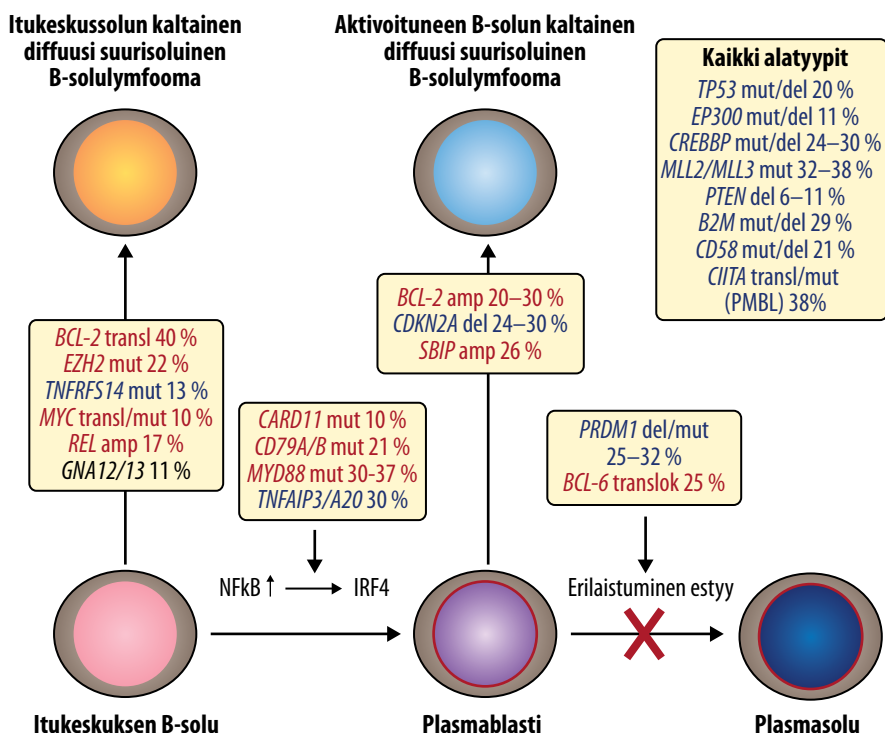 Itukeskussolun kaltainen
diffuusi suurisoluinen
B-solulymfooma
Aktivoituneen B-solun kaltainen
diffuusi suurisoluinen
B-solulymfooma
Kaikki alatyypit
TP53 mut/del 20 %
EP300 mut/del 11 %
CREBBP mut/del 24–30 %
MLL2/MLL3 mut 32–38 %
PTEN del 6–11 %
B2M mut/del 29 %
CD58 mut/del 21 %
CIITA transl/mut
(PMBL) 38%
BCL-2 transl 40 %
EZH2 mut 22 %
TNFRFS14 mut 13 %
MYC transl/mut 10 %
REL amp 17 %
GNA12/13 11 %
BCL-2 amp 20–30 %
CDKN2A del 24–30 %
SBIP amp 26 %
CARD11 mut 10 %
CD79A/B mut 21 %
MYD88 mut 30-37 %
TNFAIP3/A20 30 %
PRDM1 del/mut
25–32 %
BCL-6 translok 25 %
NFkB IRF4
Erilaistuminen estyy
Itukeskuksen B-solu
Plasmablasti
Plasmasolu